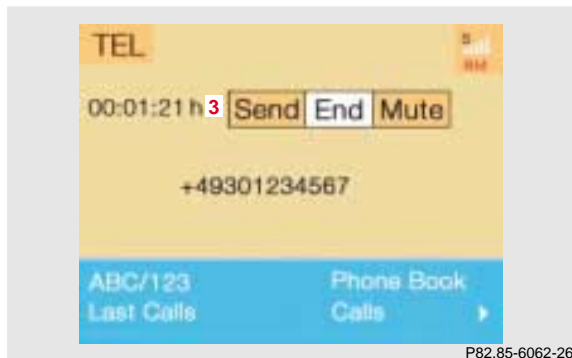 TEL
S
RM
00:01:21 h 3 Send End Mute
+49301234567
ABC/123 Phone Book
Last Calls Calls
P82.85-6062-26